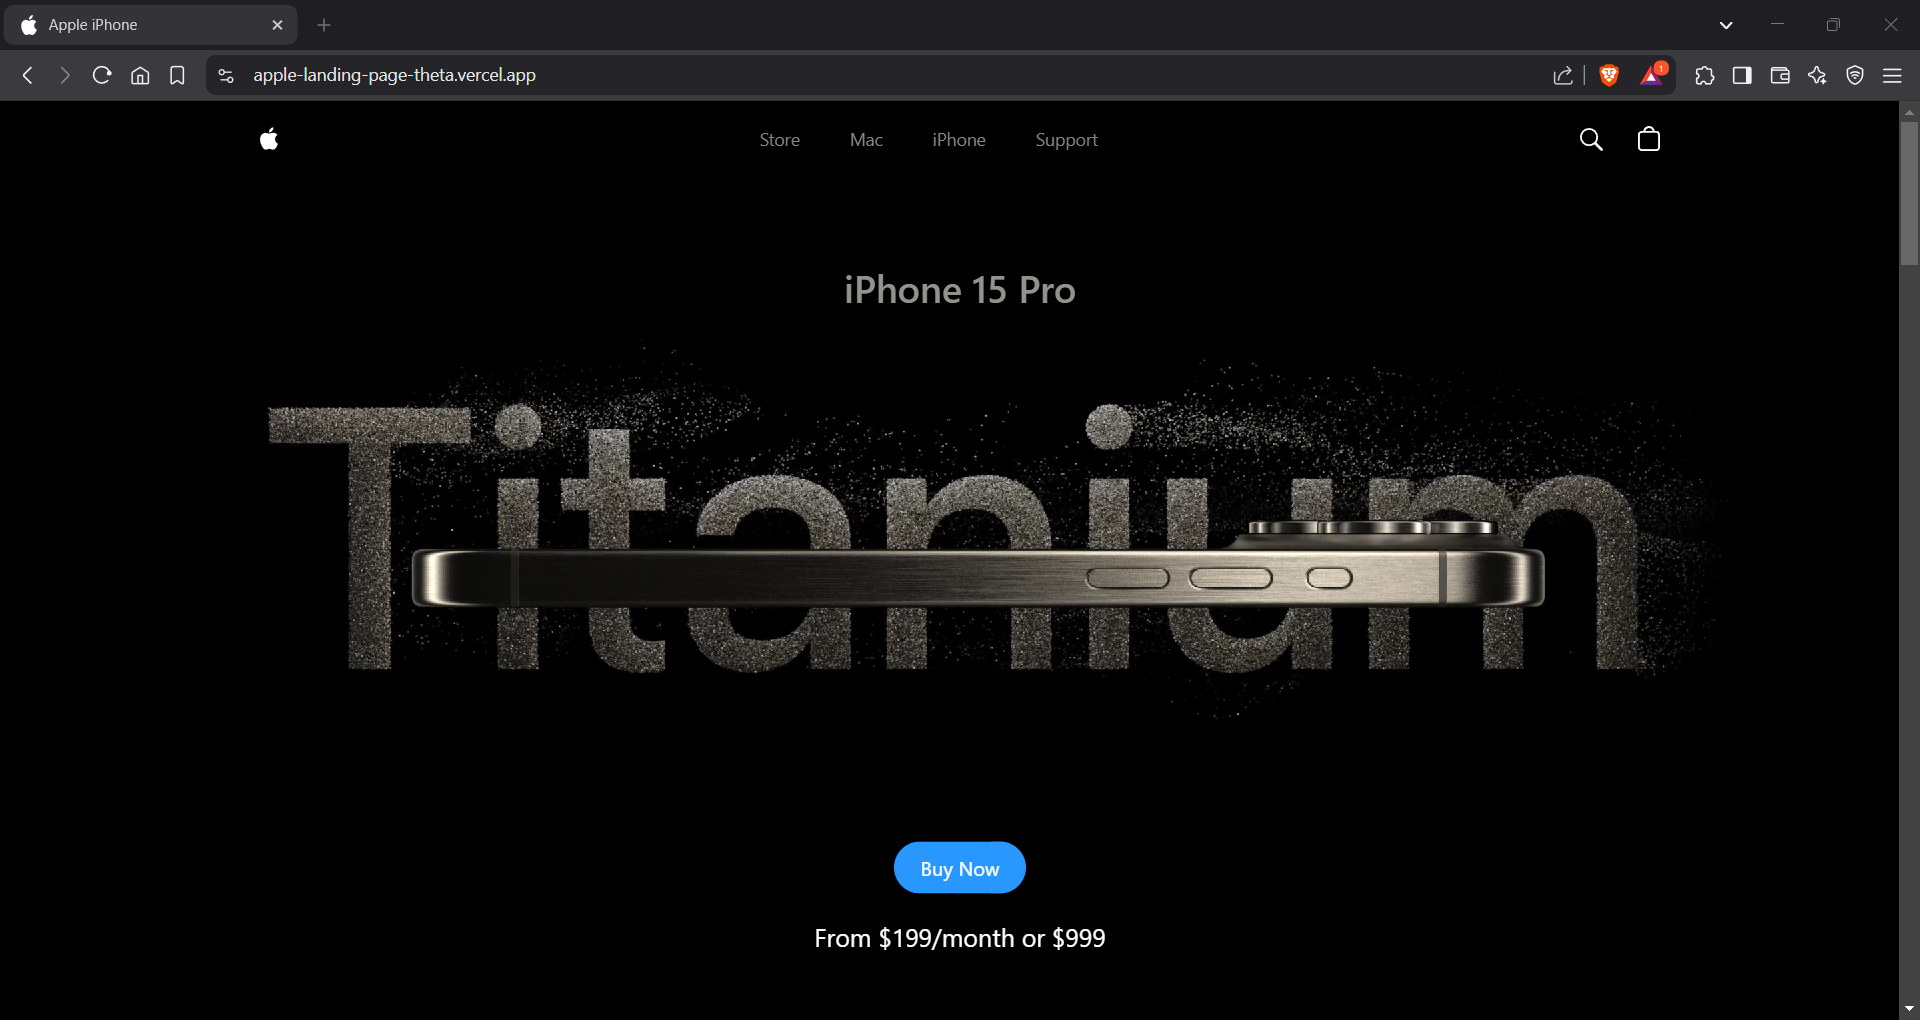 Apple iPhone
apple-landing-page-theta.vercel.app
1
Store Mac iPhone Support
iPhone 15 Pro
Titanium
Buy Now
From $199/month or $999